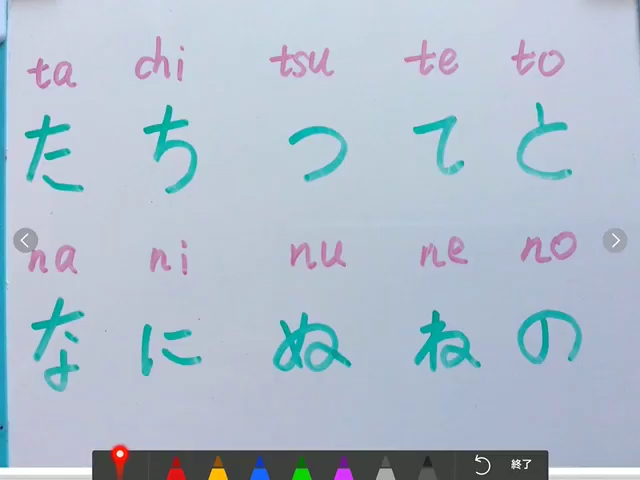 ta chi tsu te to
た ち つ て と
na ni nu ne no
な に ぬ ね の
終了